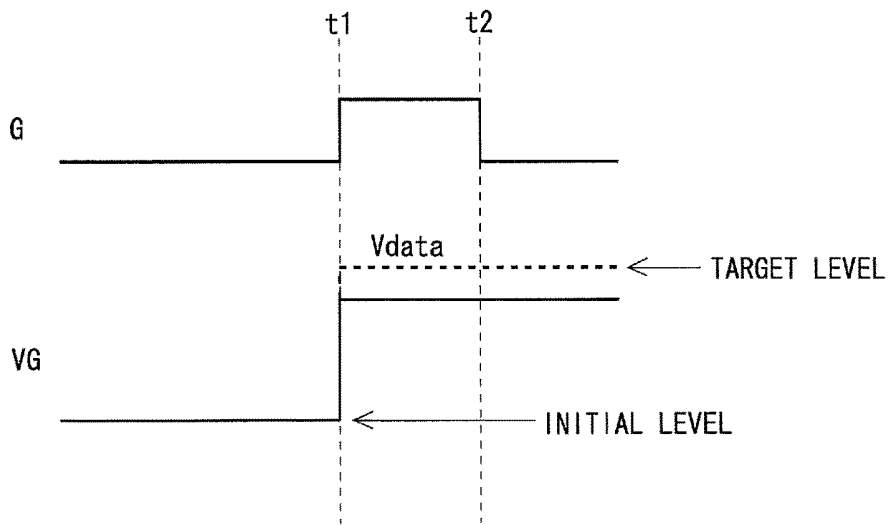 t1 t2
G
Vdata
TARGET LEVEL
VG
INITIAL LEVEL